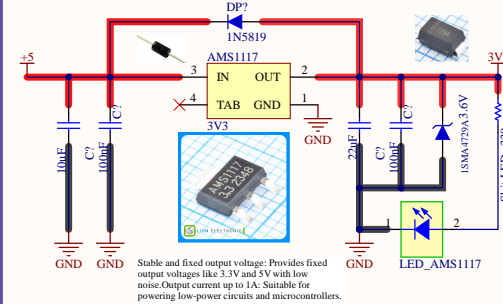 DP?
1N5819
+5
3V
AMS1117
3 IN OUT 2
4 TAB GND 1
3V3
GND
C?
10uF
C?
100nF
22uF
C?
100nF
1SMA4729A3.6V
AMS1117
3.3 2348
LION ELECTRONIC
1 2
LED_AMS1117
GND
GND
GND
Stable and fixed output voltage: Provides fixed
output voltages like 3.3V and 5V with low
noise.Output current up to 1A: Suitable for
powering low-power circuits and microcontrollers.